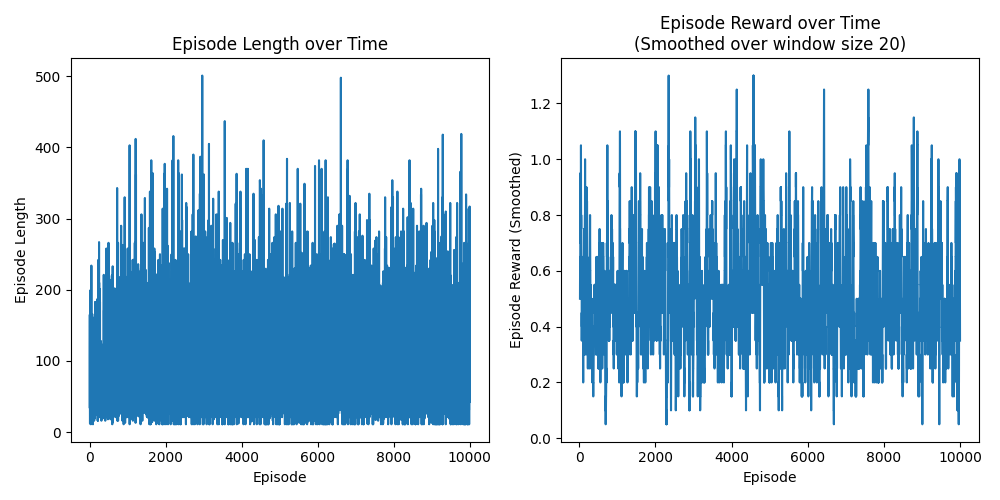 Episode Length over Time
Episode Length
500
400
300
200
100
0
0 2000 4000 6000 8000 10000
Episode
Episode Reward over Time
(Smoothed over window size 20)
Episode Reward (Smoothed)
1.2
1.0
0.8
0.6
0.4
0.2
0.0
0 2000 4000 6000 8000 10000
Episode